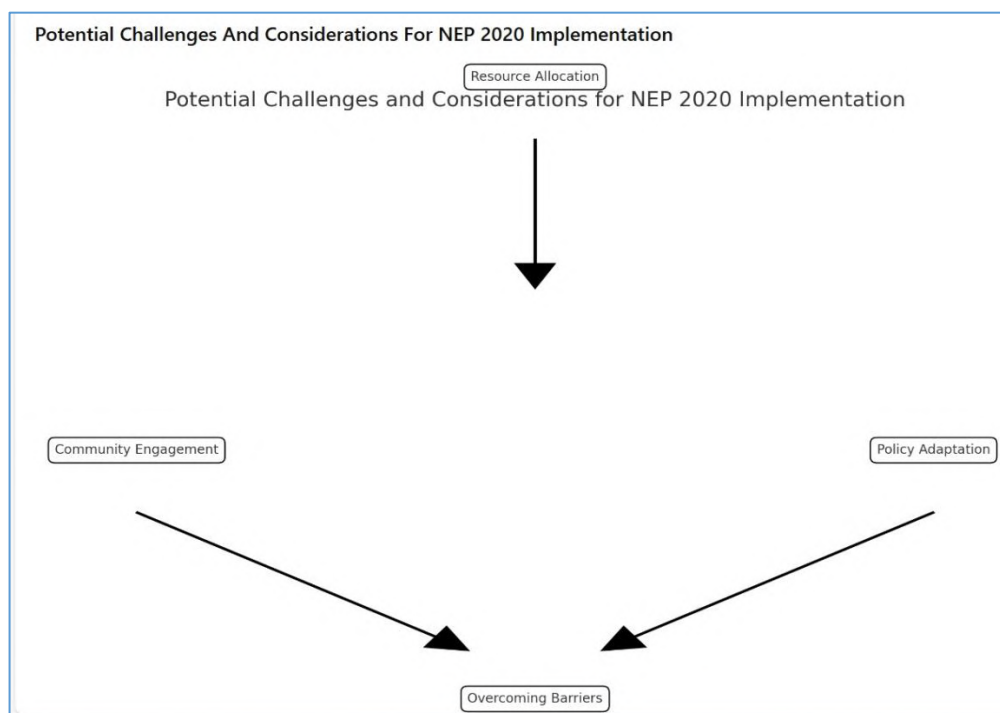 Potential Challenges And Considerations For NEP 2020 Implementation
Resource Allocation
Potential Challenges and Considerations for NEP 2020 Implementation
Community Engagement
Policy Adaptation
Overcoming Barriers